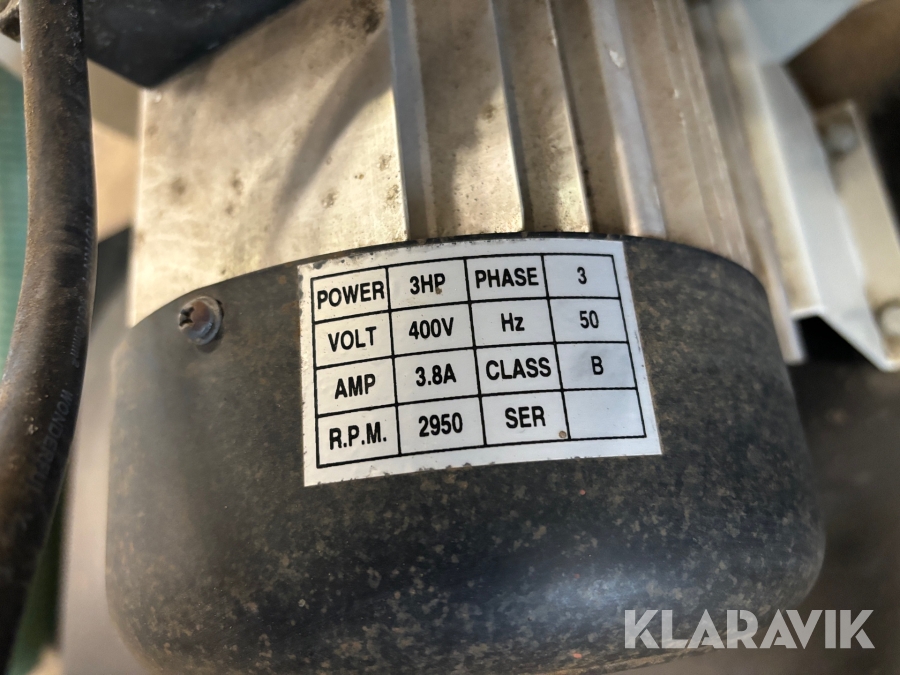 POWER 3HP PHASE 3
VOLT 400V Hz 50
AMP 3.8A CLASS B
R.P.M. 2950 SER
KLARAVIK